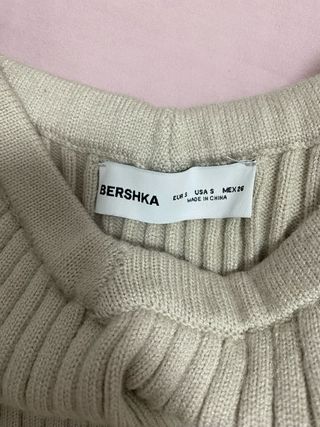 BERSHKA
EUR S USA S MEX 26
MADE IN CHINA